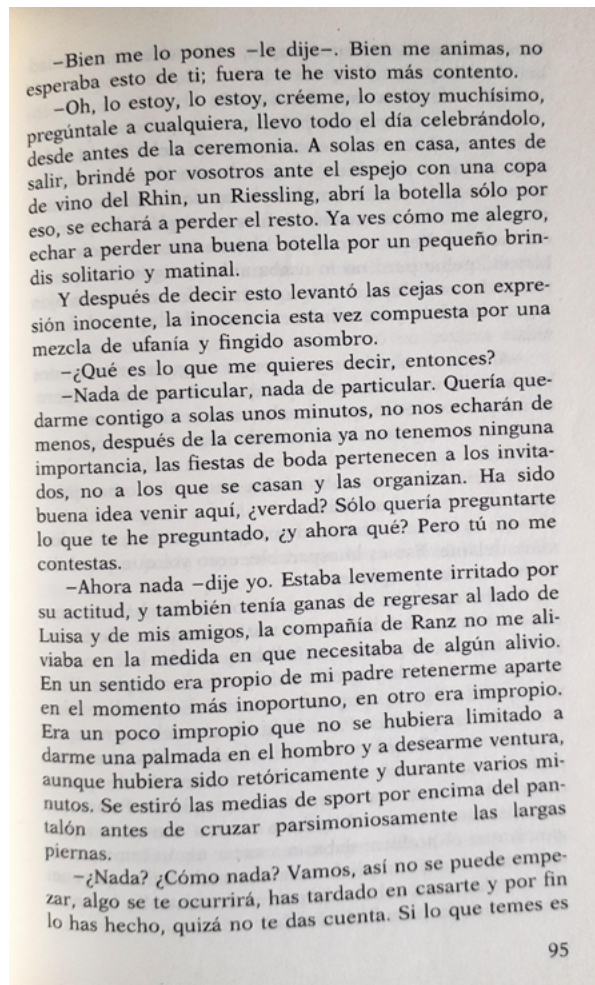 –Bien me lo pones –le dije–. Bien me animas, no
esperaba esto de ti; fuera te he visto más contento.
–Oh, lo estoy, lo estoy, créeme, lo estoy muchísimo,
pregúntale a cualquiera, llevo todo el día celebrándolo,
desde antes de la ceremonia. A solas en casa, antes de
salir, brindé por vosotros ante el espejo con una copa
de vino del Rhin, un Riessling, abrí la botella sólo por
eso, se echará a perder el resto. Ya ves cómo me alegro,
echar a perder una buena botella por un pequeño brin-
dis solitario y matinal.
Y después de decir esto levantó las cejas con expre-
sión inocente, la inocencia esta vez compuesta por una
mezcla de ufanía y fingido asombro.
–¿Qué es lo que me quieres decir, entonces?
–Nada de particular, nada de particular. Quería que-
darme contigo a solas unos minutos, no nos echarán de
menos, después de la ceremonia ya no tenemos ninguna
importancia, las fiestas de boda pertenecen a los invita-
dos, no a los que se casan y las organizan. Ha sido
buena idea venir aquí, ¿verdad? Sólo quería preguntarte
lo que te he preguntado, ¿y ahora qué? Pero tú no me
contestas.
–Ahora nada –dije yo. Estaba levemente irritado por
su actitud, y también tenía ganas de regresar al lado de
Luisa y de mis amigos, la compañía de Ranz no me ali-
viaba en la medida en que necesitaba de algún alivio.
En un sentido era propio de mi padre retenerme aparte
en el momento más inoportuno, en otro era impropio.
Era un poco impropio que no se hubiera limitado a
darme una palmada en el hombro y a desearme ventura,
aunque hubiera sido retóricamente y durante varios mi-
nutos. Se estiró las medias de sport por encima del pan-
talón antes de cruzar parsimoniosamente las largas
piernas.
–¿Nada? ¿Cómo nada? Vamos, así no se puede empe-
zar, algo se te ocurrirá, has tardado en casarte y por fin
lo has hecho, quizá no te das cuenta. Si lo que temes es
95